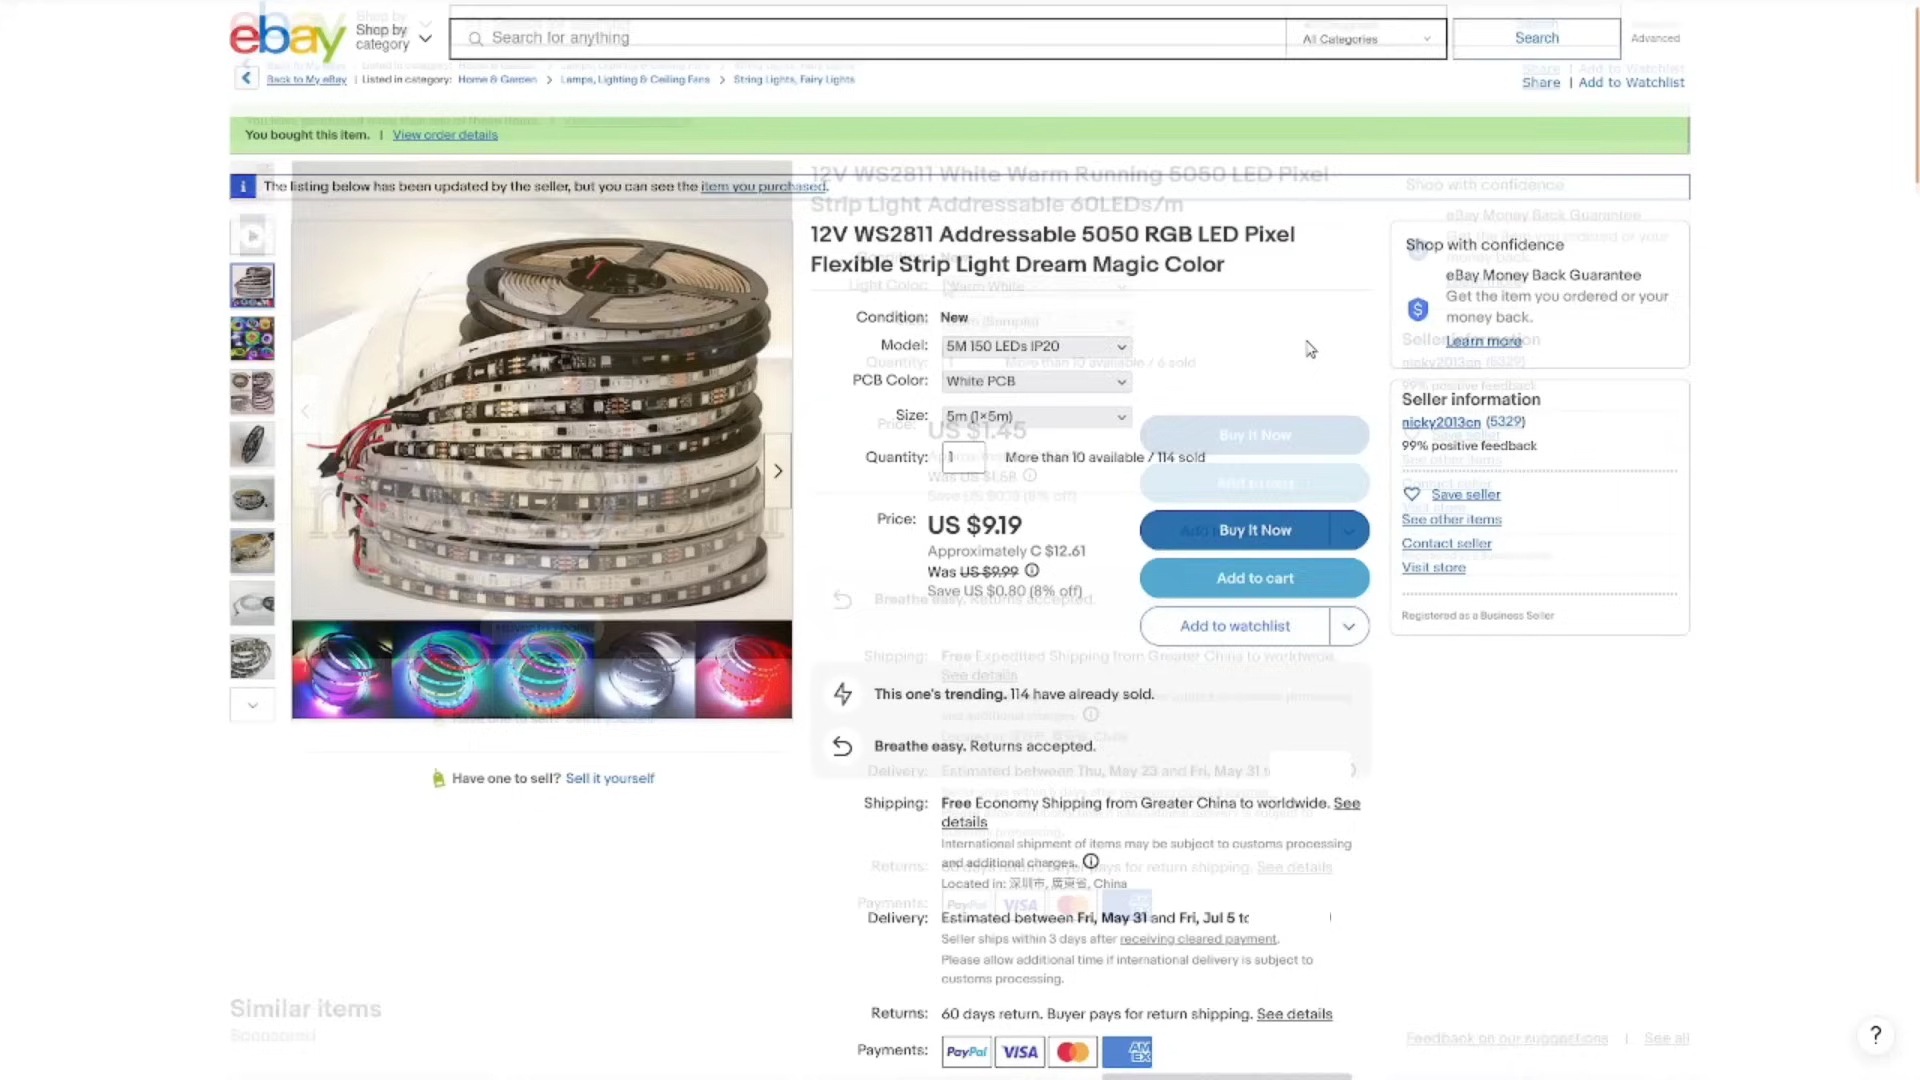 ebay
Shop by
category
Search for anything
All Categories
Search
Advanced
Back to My eBay | Listed in category: Home & Garden > Lamps, Lighting & Ceiling Fans > String Lights, Fairy Lights
Share | Add to Watchlist
You bought this item. | View order details
The listing below has been updated by the seller, but you can see the item you purchased.
12V WS2811 White Warm Running 5050 LED Pixel
Strip Light Addressable 60LEDs/m
12V WS2811 Addressable 5050 RGB LED Pixel
Flexible Strip Light Dream Magic Color
Light Color: Warm White
Condition: New
Model: 5M 150 LEDs IP20
Quantity: 1 More than 10 available / 6 sold
PCB Color: White PCB
Size: 5m (1×5m)
Price: US $1.45
Quantity: 1 More than 10 available / 114 sold
Was US $1.58
Price: US $9.19
Approximately C $12.61
Was US $9.99
Save US $0.80 (8% off)
Buy It Now
Add to cart
Buy It Now
Add to cart
Add to watchlist
Breathe easy. Returns accepted.
Shipping: Free Expedited Shipping from Greater China to worldwide.
See details
This one's trending. 114 have already sold.
Breathe easy. Returns accepted.
Delivery: Estimated between Thu, May 23 and Fri, May 31 t
Shipping: Free Economy Shipping from Greater China to worldwide. See
details
International shipment of items may be subject to customs processing
and additional charges.
Returns: 60 days return. Buyer pays for return shipping. See details
Located in: 深圳市, 廣東省, China
Payments: PayPal VISA
Delivery: Estimated between Fri, May 31 and Fri, Jul 5 to
Seller ships within 3 days after receiving cleared payment.
Please allow additional time if international delivery is subject to
customs processing.
Returns: 60 days return. Buyer pays for return shipping. See details
Payments: PayPal VISA AMEX
Shop with confidence
eBay Money Back Guarantee
Get the item you ordered or your
Shop with confidence
eBay Money Back Guarantee
Get the item you ordered or your
money back.
Learn more
nicky2013cn (5329)
99% positive feedback
Seller information
nicky2013cn (5329)
99% positive feedback
Save seller
See other items
Contact seller
Visit store
Registered as a Business Seller
Have one to sell? Sell it yourself
Similar items
Sponsored
Feedback on our suggestions | See all
?